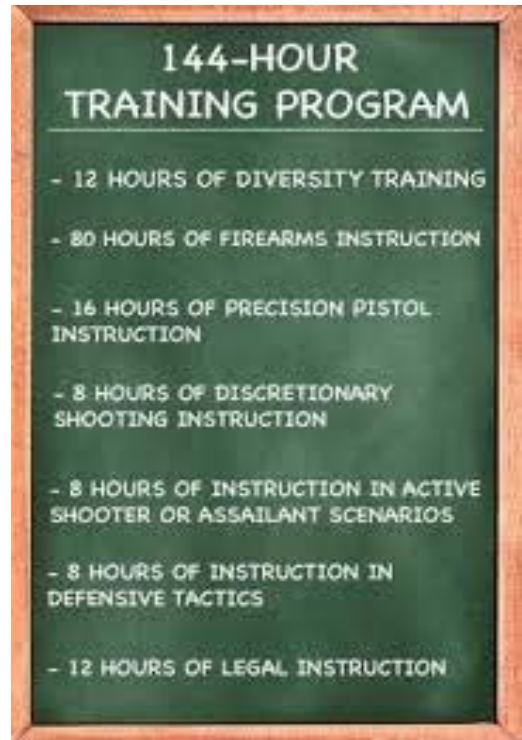 144-HOUR
TRAINING PROGRAM
- 12 HOURS OF DIVERSITY TRAINING
- 80 HOURS OF FIREARMS INSTRUCTION
- 16 HOURS OF PRECISION PISTOL
INSTRUCTION
- 8 HOURS OF DISCRETIONARY
SHOOTING INSTRUCTION
- 8 HOURS OF INSTRUCTION IN ACTIVE
SHOOTER OR ASSAILANT SCENARIOS
- 8 HOURS OF INSTRUCTION IN
DEFENSIVE TACTICS
- 12 HOURS OF LEGAL INSTRUCTION